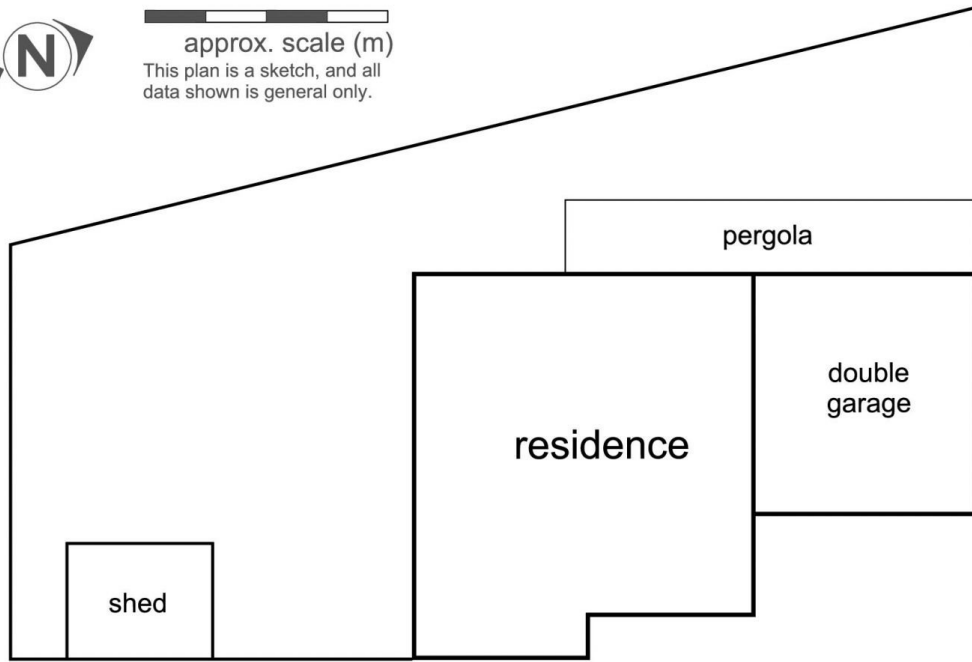 N
approx. scale (m)
This plan is a sketch, and all
data shown is general only.
pergola
double
garage
residence
shed